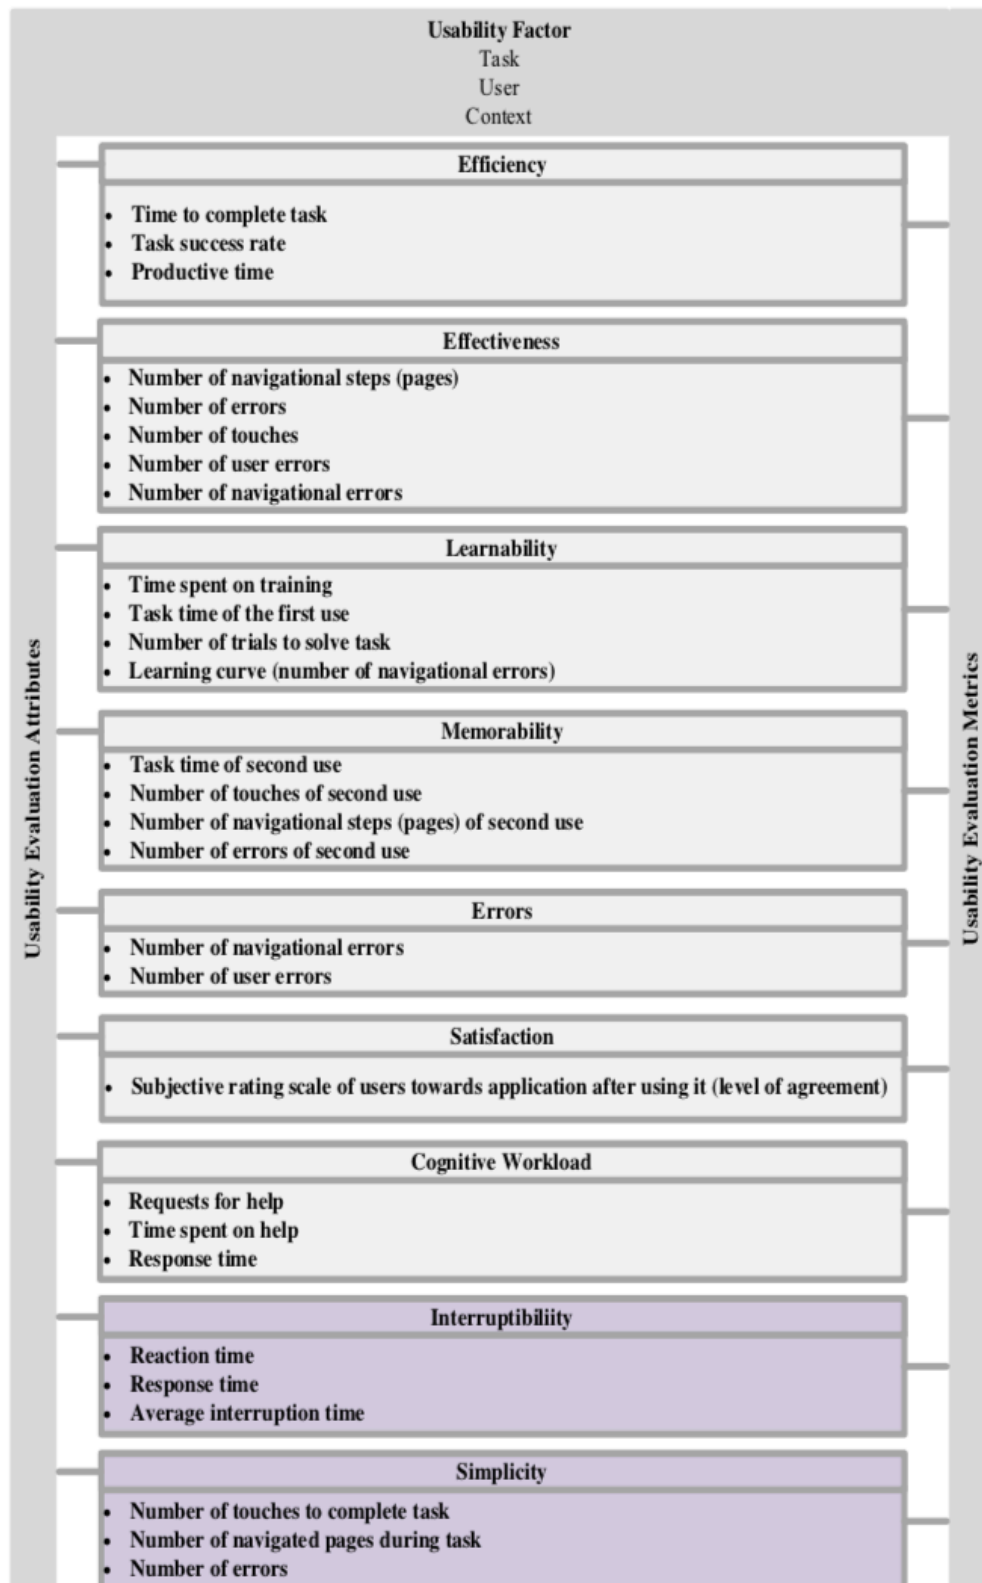 Usability Factor
Task
User
Context
Usability Evaluation Attributes
Efficiency
• Time to complete task
• Task success rate
• Productive time
Effectiveness
• Number of navigational steps (pages)
• Number of errors
• Number of touches
• Number of user errors
• Number of navigational errors
Learnability
• Time spent on training
• Task time of the first use
• Number of trials to solve task
• Learning curve (number of navigational errors)
Memorability
• Task time of second use
• Number of touches of second use
• Number of navigational steps (pages) of second use
• Number of errors of second use
Errors
• Number of navigational errors
• Number of user errors
Satisfaction
• Subjective rating scale of users towards application after using it (level of agreement)
Cognitive Workload
• Requests for help
• Time spent on help
• Response time
Interruptibiliity
• Reaction time
• Response time
• Average interruption time
Simplicity
• Number of touches to complete task
• Number of navigated pages during task
• Number of errors
Usability Evaluation Metrics